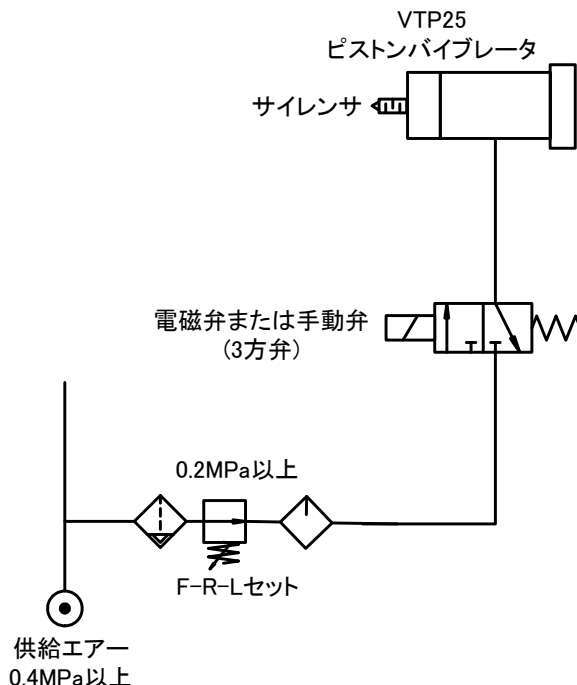 VTP25
ピストンバイブレータ
サイレンサ
電磁弁または手動弁
(3方弁)
0.2MPa以上
F-R-Lセット
供給エアー
0.4MPa以上